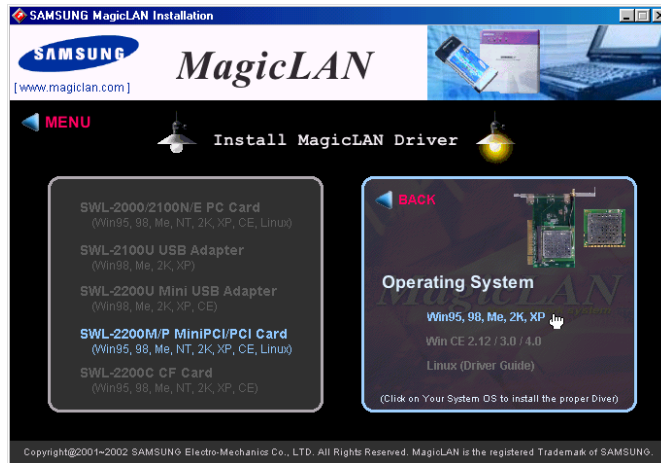 SAMSUNG MagicLAN Installation
SAMSUNG
[ www.magiclan.com ]
MagicLAN
MENU
Install MagicLAN Driver
SWL-2000/2100N/E PC Card
(Win95, 98, Me, NT, 2K, XP, CE, Linux)
SWL-2100U USB Adapter
(Win98, Me, 2K, XP)
SWL-2200U Mini USB Adapter
(Win98, Me, 2K, XP, CE)
SWL-2200M/P MiniPCI/PCI Card
(Win95, 98, Me, NT, 2K, XP, CE, Linux)
SWL-2200C CF Card
(Win95, 98, Me, NT, 2K, XP, CE)
BACK
Operating System
MagicLAN
Win95, 98, Me, 2K, XP
Win CE 2.12 / 3.0 / 4.0
Linux (Driver Guide)
(Click on Your System OS to install the proper Diver)
Copyright@2001~2002 SAMSUNG Electro-Mechanics Co., LTD. All Rights Reserved. MagicLAN is the registered Trademark of SAMSUNG.